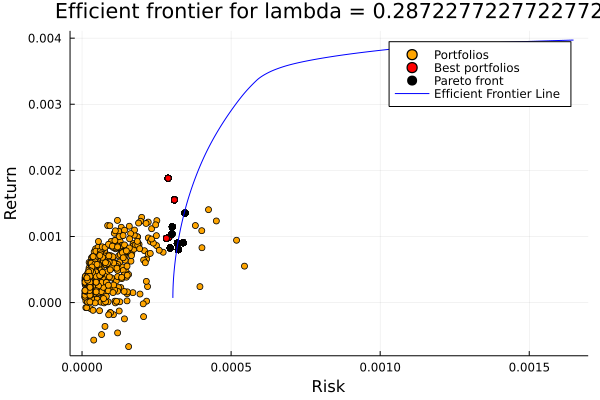 Efficient frontier for lambda = 0.2872277227722772
0.004
0.003
0.002
0.001
0.000
Return
Portfolios
Best portfolios
Pareto front
Efficient Frontier Line
0.0000
0.0005
0.0010
0.0015
Risk